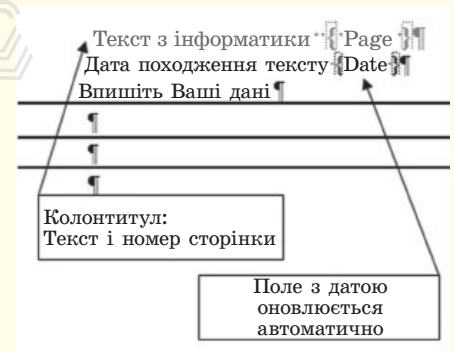 Текст з інформатики {Page}¶
Дата походження тексту {Date}¶
Впишіть Ваші дані¶
¶
¶
¶
Колонтитул:
Текст і номер сторінки
Поле з датою
оновлюється
автоматично